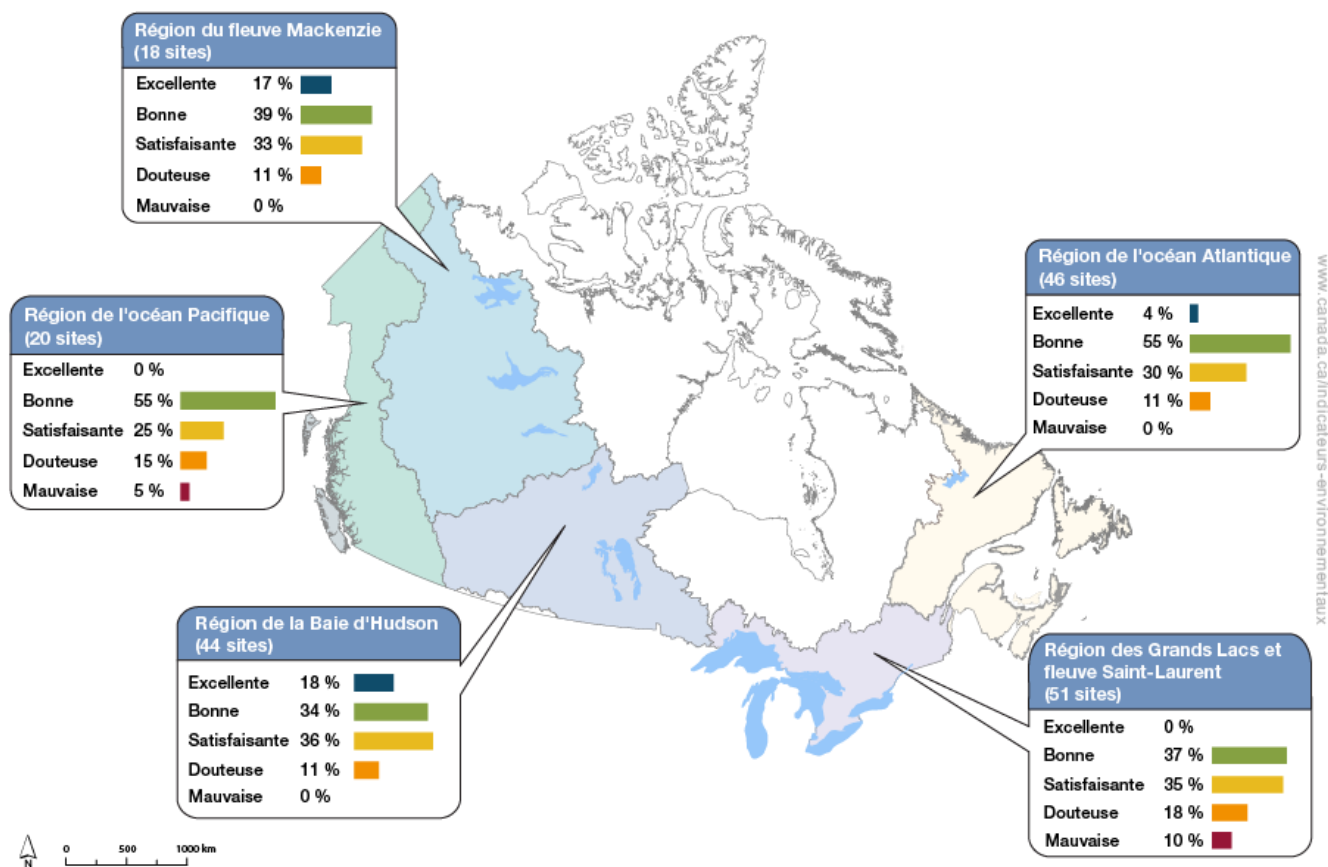 Région du fleuve Mackenzie
(18 sites)
Excellente 17 %
Bonne 39 %
Satisfaisante 33 %
Douteuse 11 %
Mauvaise 0 %
Région de l'océan Pacifique
(20 sites)
Excellente 0 %
Bonne 55 %
Satisfaisante 25 %
Douteuse 15 %
Mauvaise 5 %
Région de l'océan Atlantique
(46 sites)
Excellente 4 %
Bonne 55 %
Satisfaisante 30 %
Douteuse 11 %
Mauvaise 0 %
Région de la Baie d'Hudson
(44 sites)
Excellente 18 %
Bonne 34 %
Satisfaisante 36 %
Douteuse 11 %
Mauvaise 0 %
Région des Grands Lacs et
fleuve Saint-Laurent
(51 sites)
Excellente 0 %
Bonne 37 %
Satisfaisante 35 %
Douteuse 18 %
Mauvaise 10 %
www.canada.ca/indicateurs-environnementaux
N
0 500 1000 km